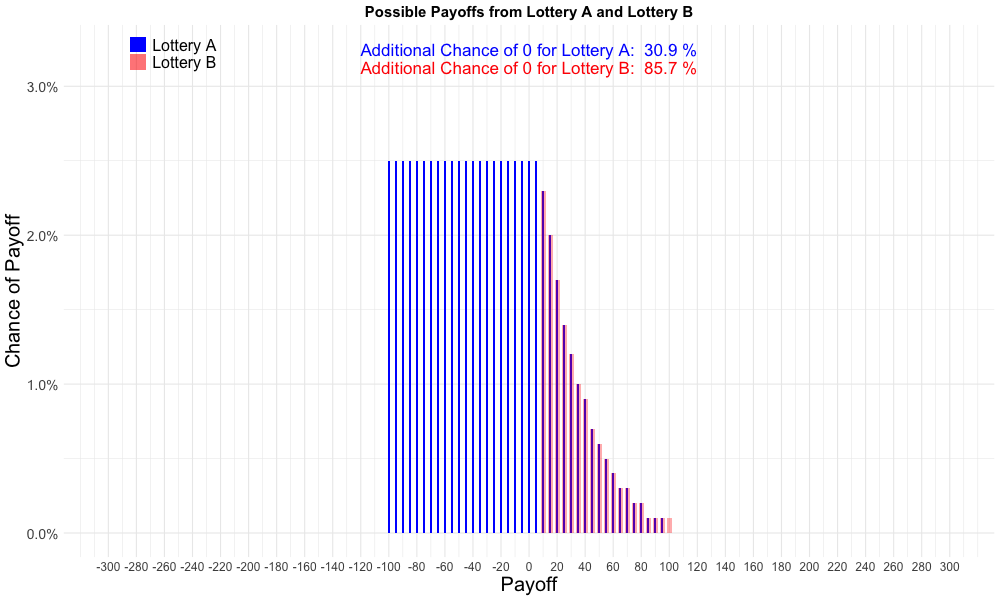 Possible Payoffs from Lottery A and Lottery B
Lottery A
Lottery B
Additional Chance of 0 for Lottery A: 30.9 %
Additional Chance of 0 for Lottery B: 85.7 %
3.0%
2.0%
1.0%
0.0%
Chance of Payoff
-300 -280 -260 -240 -220 -200 -180 -160 -140 -120 -100 -80 -60 -40 -20 0 20 40 60 80 100 120 140 160 180 200 220 240 260 280 300
Payoff